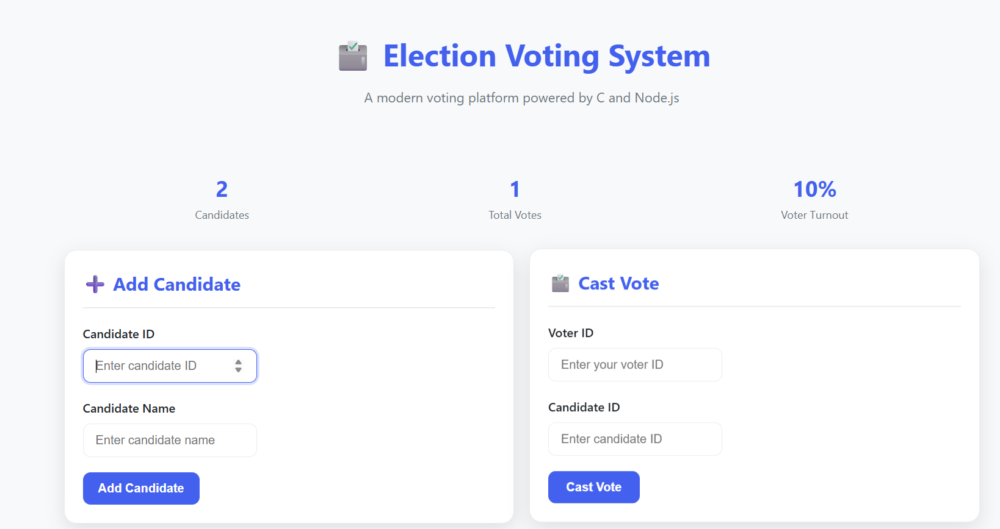 Election Voting System
A modern voting platform powered by C and Node.js
2
Candidates
1
Total Votes
10%
Voter Turnout
Add Candidate
Candidate ID
Enter candidate ID
Candidate Name
Enter candidate name
Add Candidate
Cast Vote
Voter ID
Enter your voter ID
Candidate ID
Enter candidate ID
Cast Vote